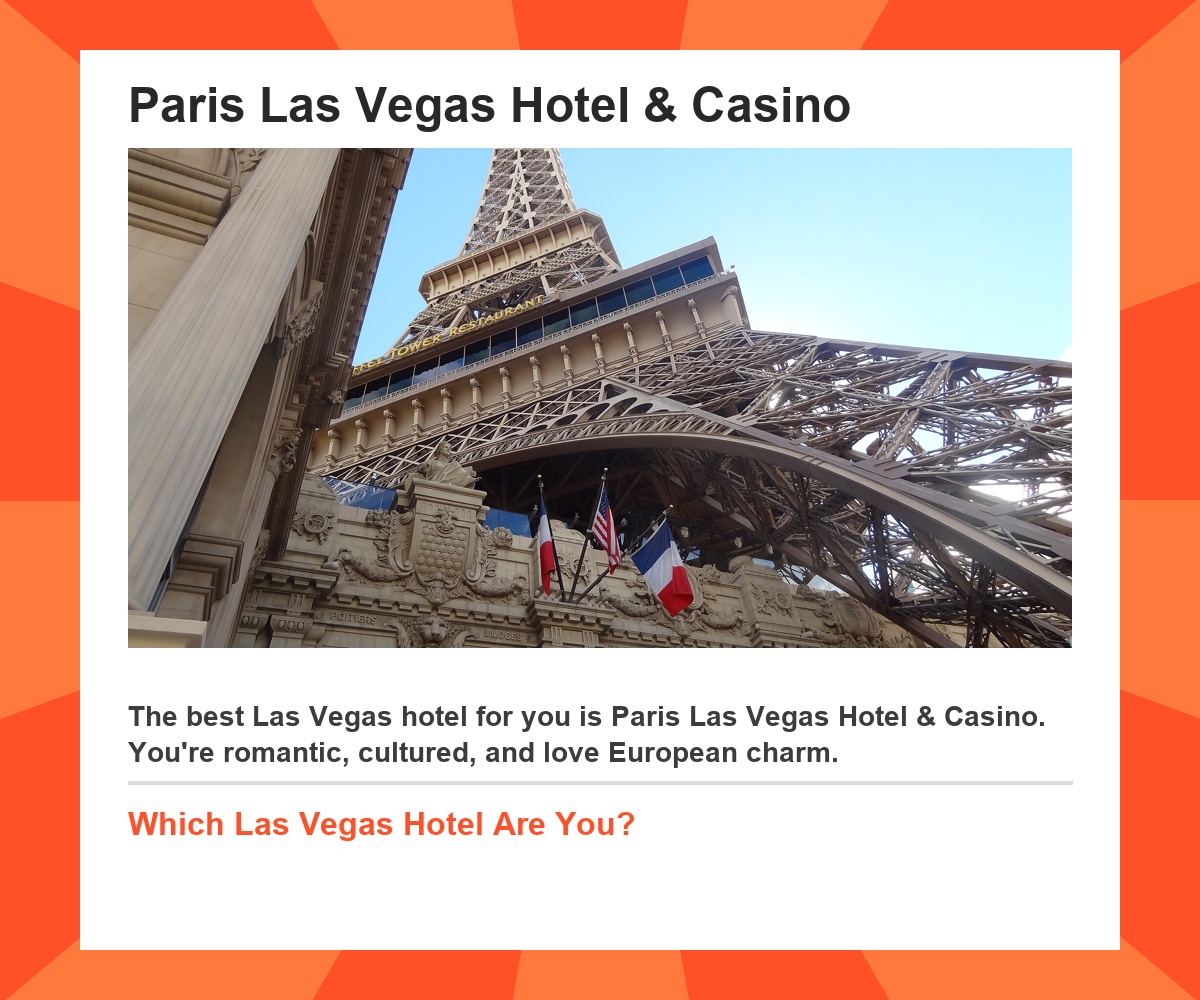 Paris Las Vegas Hotel & Casino
TOWER RESTAURANT
POITIERS
LIMOGES
The best Las Vegas hotel for you is Paris Las Vegas Hotel & Casino.
You're romantic, cultured, and love European charm.
Which Las Vegas Hotel Are You?